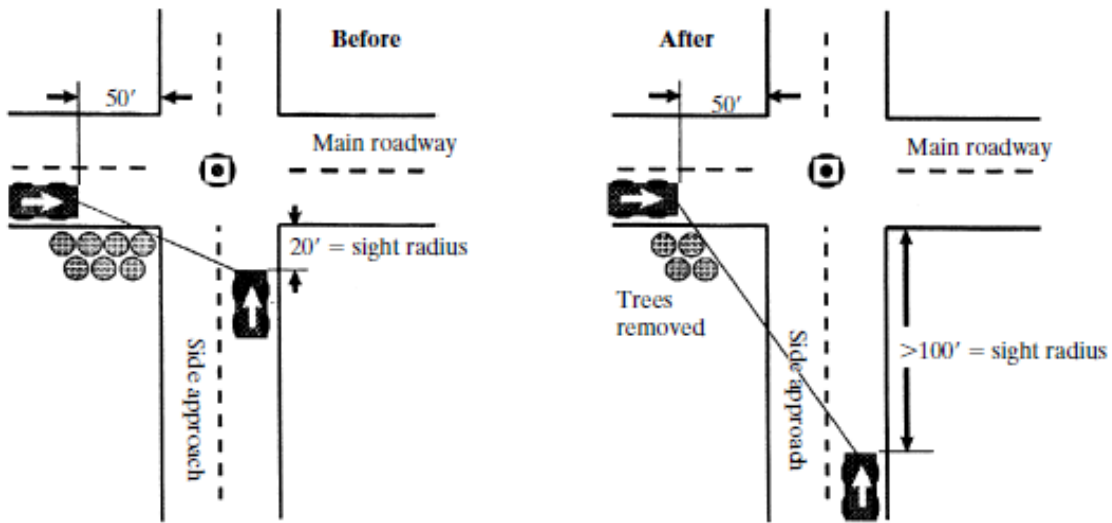 Before
50′
Main roadway
20′ = sight radius
Side approach
After
50′
Main roadway
Trees
removed
>100′ = sight radius
Side approach